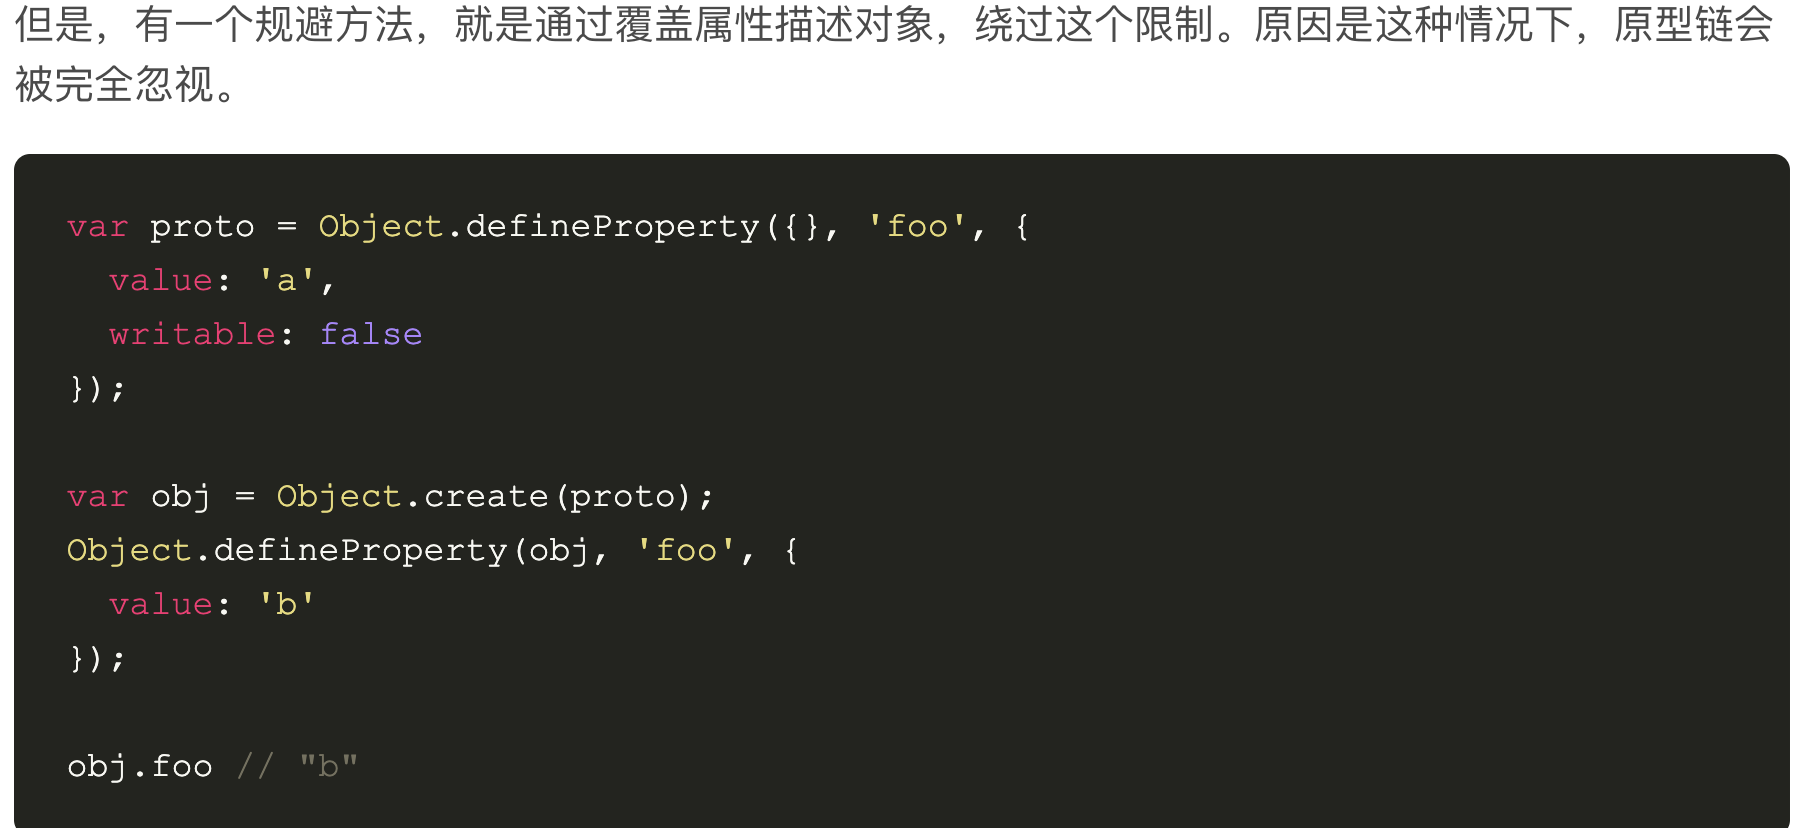 但是，有一个规避方法，就是通过覆盖属性描述对象，绕过这个限制。原因是这种情况下，原型链会
被完全忽视。
var proto = Object.defineProperty({}, 'foo', {
  value: 'a',
  writable: false
});
var obj = Object.create(proto);
Object.defineProperty(obj, 'foo', {
  value: 'b'
});
obj.foo // "b"